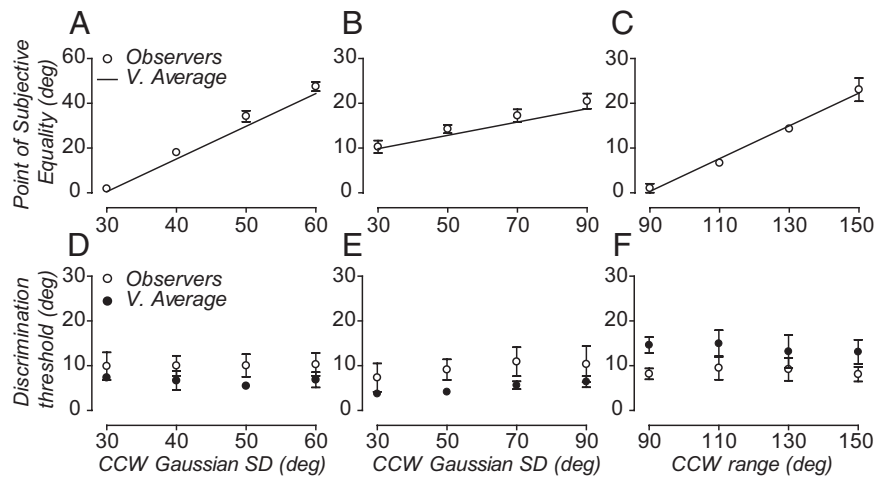 A
B
C
Point of Subjective
Equality (deg)
60
40
20
0
Observers
V. Average
30 40 50 60
30
20
10
0
30 50 70 90
30
20
10
0
90 110 130 150
D
E
F
Discrimination
threshold (deg)
30
20
10
0
Observers
V. Average
30 40 50 60
CCW Gaussian SD (deg)
30
20
10
0
30 50 70 90
CCW Gaussian SD (deg)
30
20
10
0
90 110 130 150
CCW range (deg)